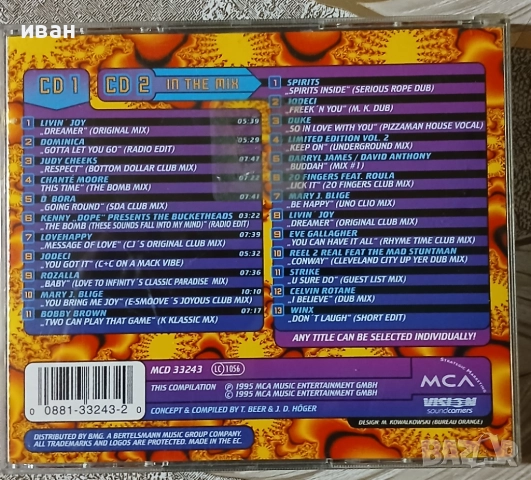 иван
CD 1
CD 2
IN THE MIX
1 LIVIN' JOY 05:39
„DREAMER" (ORIGINAL MIX)
2 DOMINICA 05:29
„GOTTA LET YOU GO" (RADIO EDIT)
3 JUDY CHEEKS 07:41
„RESPECT" (BOTTOM DOLLAR CLUB MIX)
4 CHANTÉ MOORE
„THIS TIME" (THE BOMB MIX)
5 D BORA 07:41
„GOING ROUND" (SDA CLUB MIX)
6 KENNY „DOPE" PRESENTS THE BUCKETHEADS 03:22
„THE BOMB (THESE SOUNDS FALL INTO MY MIND) (RADIO EDIT)
7 LOVEHAPPY 07:39
„MESSAGE OF LOVE" (CJ´S ORIGINAL CLUB MIX)
8 JODECI 05:32
„YOU GOT IT" (C+C ON A MACK VIBE)
9 ROZALLA 07:36
„BABY" (LOVE TO INFINITY´S CLASSIC PARADISE MIX)
10 MARY J. BLIGE 10:10
„YOU BRING ME JOY" (E-SMOOVE´S JOYOUS CLUB MIX)
11 BOBBY BROWN 07:17
„TWO CAN PLAY THAT GAME" (K KLASSIC MIX)
1 SPIRITS
„SPIRITS INSIDE" (SERIOUS ROPE DUB)
2 JODECI
„FREEK´N YOU" (M. K. DUB)
3 DUKE
„SO IN LOVE WITH YOU" (PIZZAMAN HOUSE VOCAL)
4 LIMITED EDITION VOL. 2
„KEEP ON" (UNDERGROUND MIX)
5 DARRYL JAMES / DAVID ANTHONY
„BUDDAH" (MIX #1)
6 20 FINGERS FEAT. ROULA
„LICK IT" (20 FINGERS CLUB MIX)
7 MARY J. BLIGE
„BE HAPPY" (UNO CLIO MIX)
8 LIVIN´ JOY
„DREAMER" (ORIGINAL CLUB MIX)
9 EVE GALLAGHER
„YOU CAN HAVE IT ALL" (RHYME TIME CLUB MIX)
10 REEL 2 REAL FEAT THE MAD STUNTMAN
„CONWAY" (CLEVELAND CITY UP YER DUB MIX)
11 STRIKE
„U SURE DO" (GUEST LIST MIX)
12 CELVIN ROTANE
„I BELIEVE" (DUB MIX)
13 WINX
„DON´T LAUGH" (SHORT EDIT)
ANY TITLE CAN BE SELECTED INDIVIDUALLY!
MCD 33243 LC 1056
THIS COMPILATION ℗ 1995 MCA MUSIC ENTERTAINMENT GMBH
© 1995 MCA MUSIC ENTERTAINMENT GMBH
CONCEPT & COMPILED BY T. BEER & J. D. HÖGER
0 0881-33243-2 0
STRATEGIC MARKETING
MCA
VISION
soundcarriers
DESIGN M. KOWALKOWSKI (BUREAU ORANGE)
DISTRIBUTED BY BMG. A BERTELSMANN MUSIC GROUP COMPANY.
ALL TRADEMARKS AND LOGOS ARE PROTECTED. MADE IN THE EC.